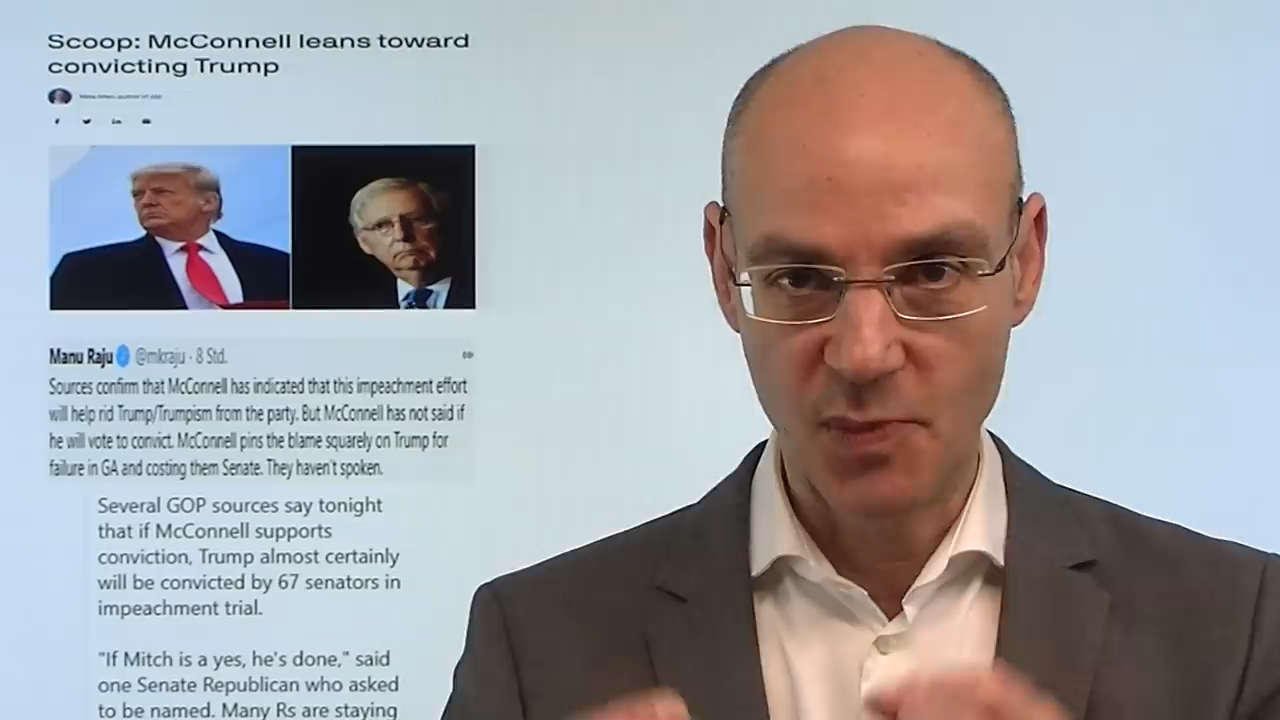 Scoop: McConnell leans toward
convicting Trump
Manu Raju @mkraju · 8 Std.
Sources confirm that McConnell has indicated that this impeachment effort
will help rid Trump/Trumpism from the party. But McConnell has not said if
he will vote to convict. McConnell pins the blame squarely on Trump for
failure in GA and costing them Senate. They haven't spoken.
Several GOP sources say tonight
that if McConnell supports
conviction, Trump almost certainly
will be convicted by 67 senators in
impeachment trial.
"If Mitch is a yes, he's done," said
one Senate Republican who asked
to be named. Many Rs are staying